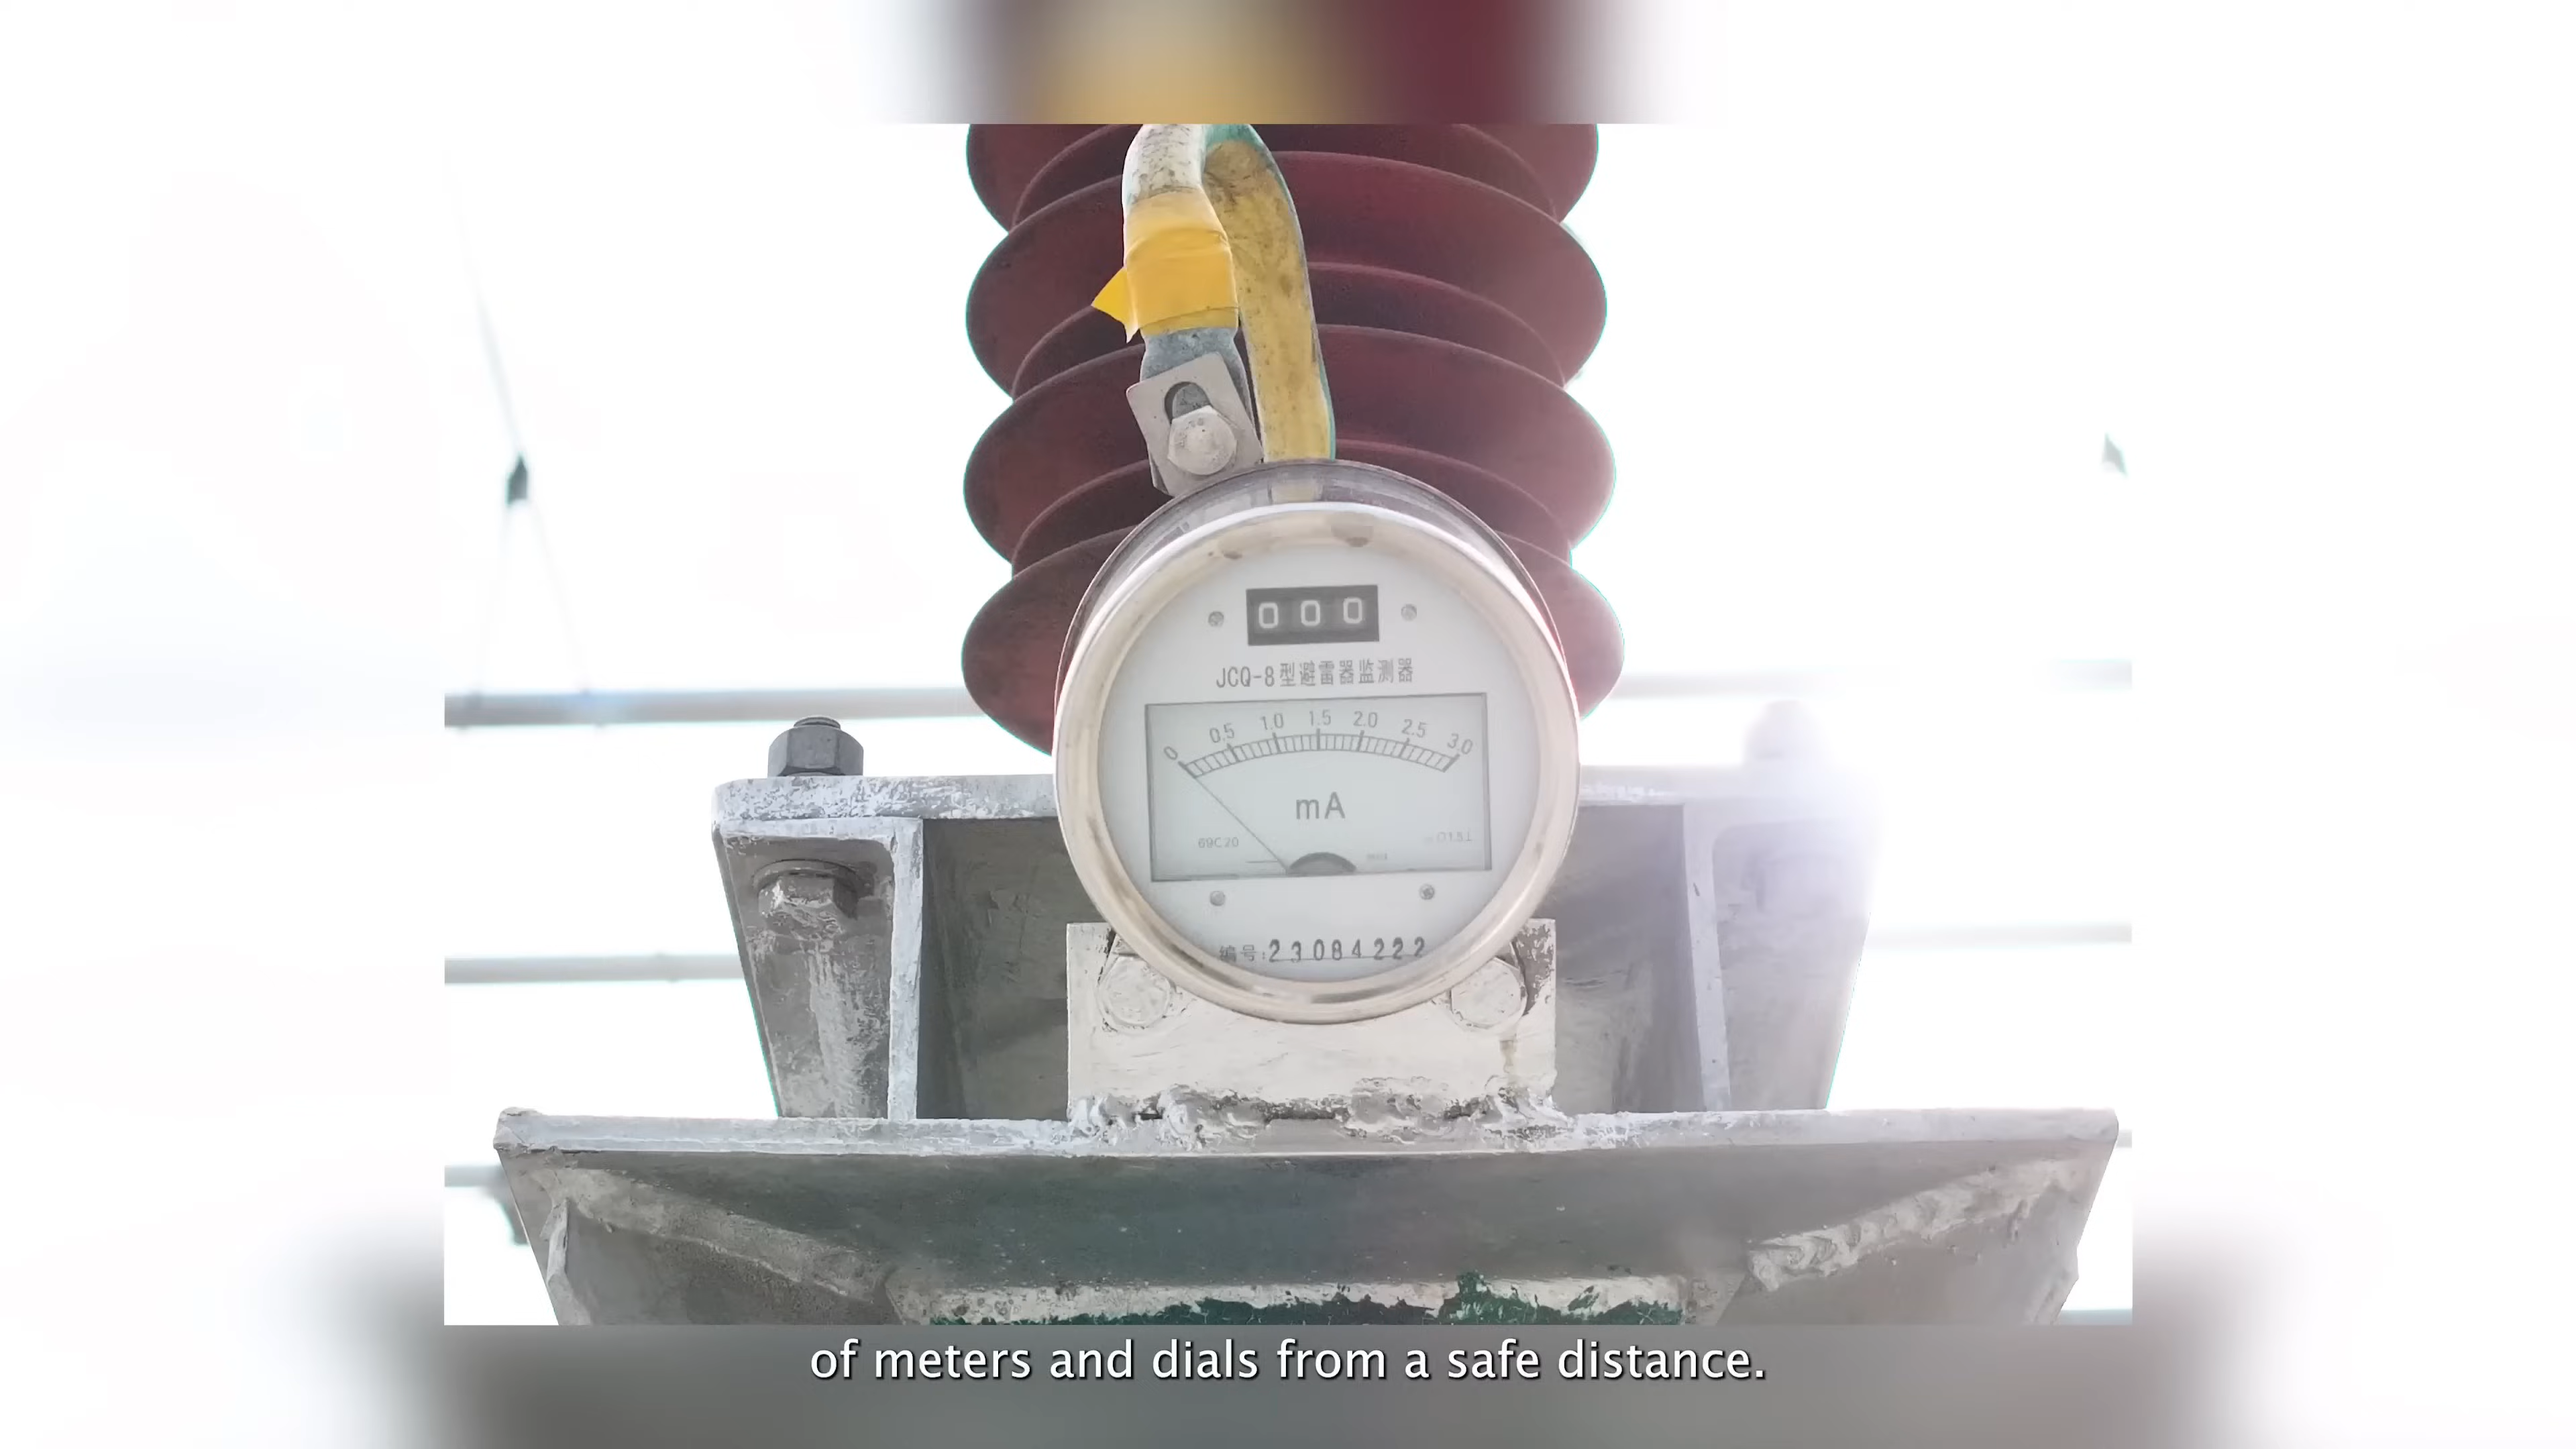 000
JCQ-8型避雷器监测器
0 0.5 1.0 1.5 2.0 2.5 3.0
mA
69C20
编号:23084222
of meters and dials from a safe distance.